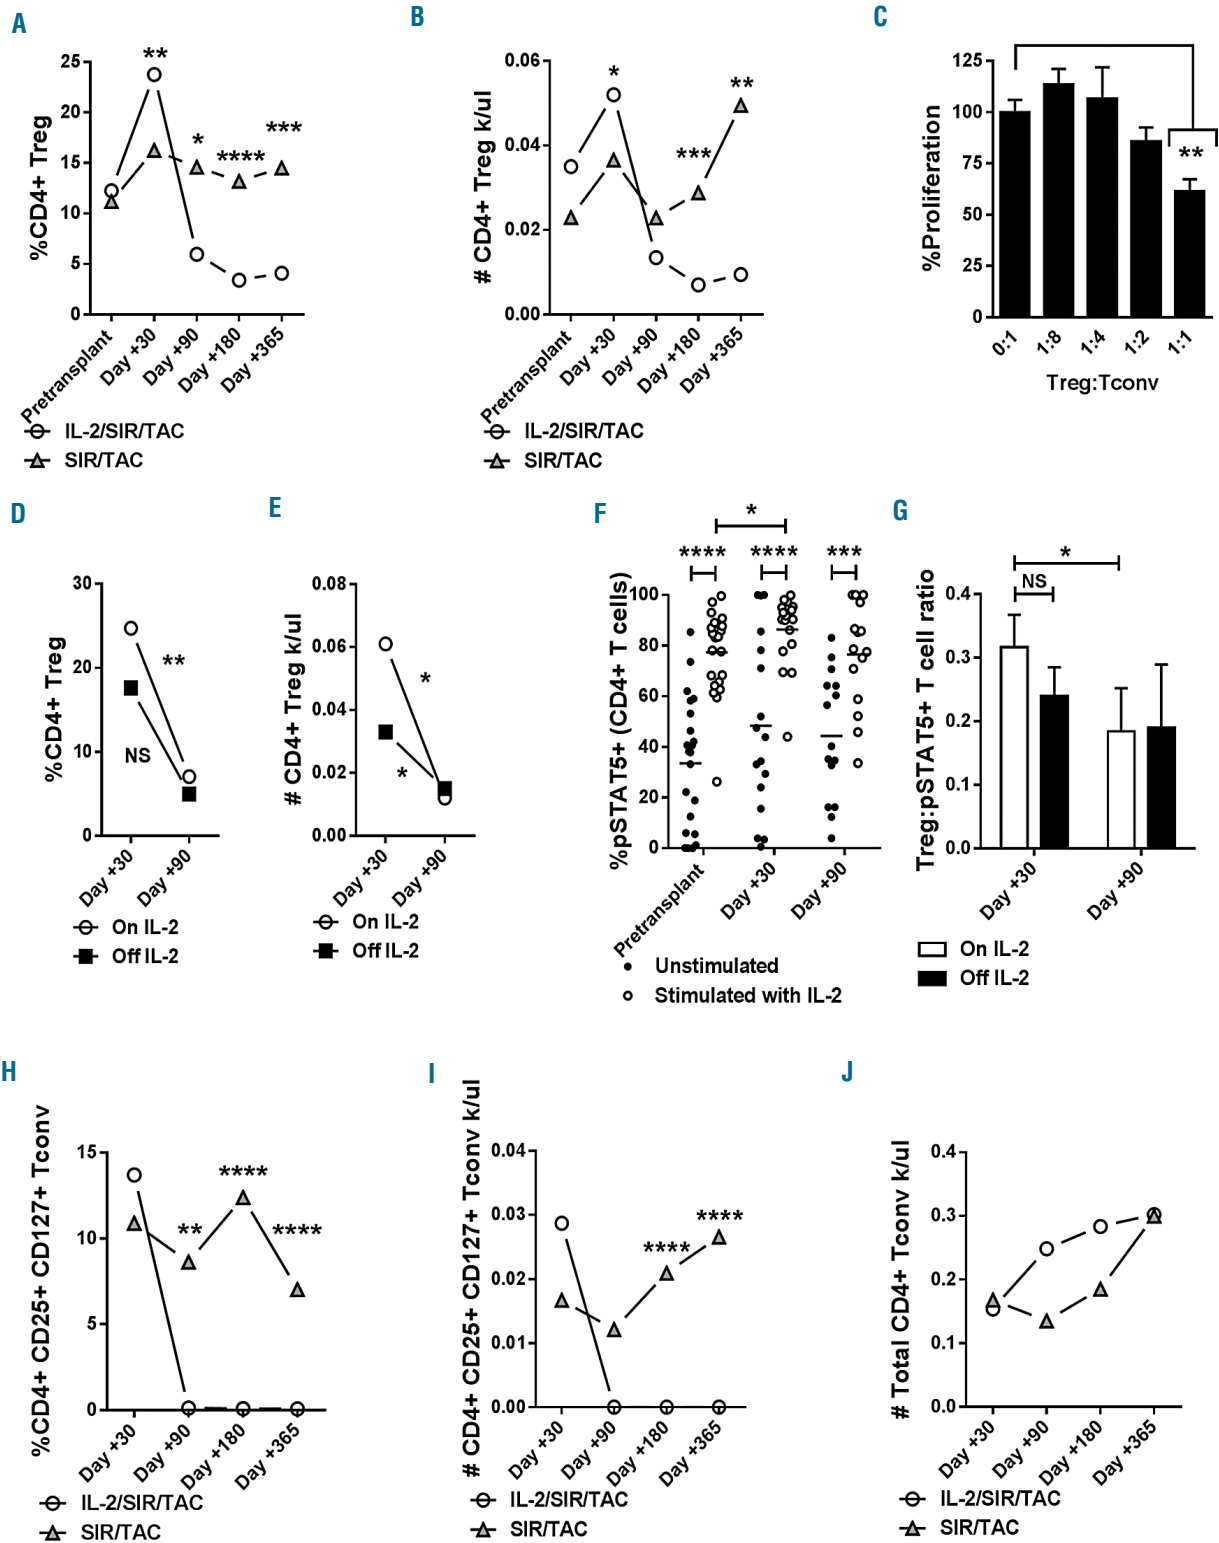 A
%CD4+ Treg
25
20
15
10
5
0
**
*
****
***
Pretransplant
Day +30
Day +90
Day +180
Day +365
IL-2/SIR/TAC
SIR/TAC
B
# CD4+ Treg k/ul
0.06
0.04
0.02
0.00
*
***
**
Pretransplant
Day +30
Day +90
Day +180
Day +365
IL-2/SIR/TAC
SIR/TAC
C
%Proliferation
125
100
75
50
25
0
**
0:1
1:8
1:4
1:2
1:1
Treg:Tconv
D
%CD4+ Treg
30
20
10
0
**
NS
Day +30
Day +90
On IL-2
Off IL-2
E
# CD4+ Treg k/ul
0.08
0.06
0.04
0.02
0.00
*
*
Day +30
Day +90
On IL-2
Off IL-2
F
%pSTAT5+ (CD4+ T cells)
100
80
60
40
20
0
*
****
****
***
Pretransplant
Day +30
Day +90
Unstimulated
Stimulated with IL-2
G
Treg:pSTAT5+ T cell ratio
0.4
0.3
0.2
0.1
0.0
*
NS
Day +30
Day +90
On IL-2
Off IL-2
H
%CD4+ CD25+ CD127+ Tconv
15
10
5
0
**
****
****
Day +30
Day +90
Day +180
Day +365
IL-2/SIR/TAC
SIR/TAC
I
# CD4+ CD25+ CD127+ Tconv k/ul
0.04
0.03
0.02
0.01
0.00
****
****
Day +30
Day +90
Day +180
Day +365
IL-2/SIR/TAC
SIR/TAC
J
# Total CD4+ Tconv k/ul
0.4
0.3
0.2
0.1
0.0
Day +30
Day +90
Day +180
Day +365
IL-2/SIR/TAC
SIR/TAC